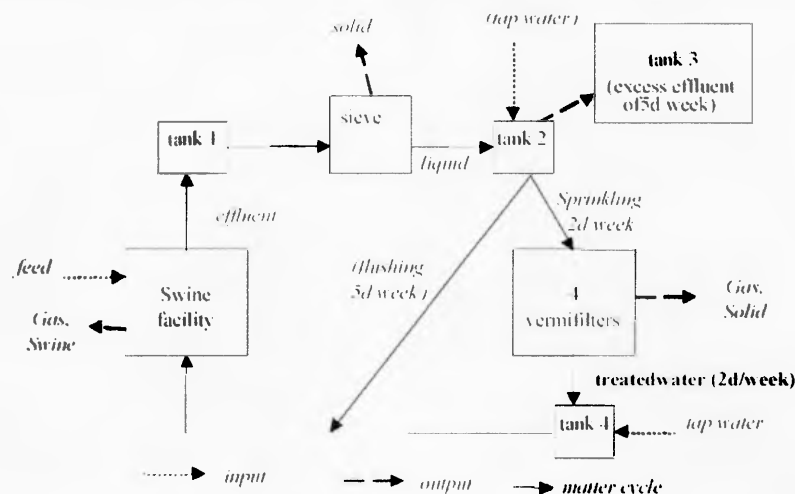 solid
(tap water)
tank 3
(excess effluent
of5d week)
sieve
tank 1
tank 2
liquid
effluent
Sprinkling
2d week
(flushing
5d week)
feed
Swine
facility
Gas,
Swine
4
vermifilters
Gas,
Solid
treatedwater (2d/week)
tank 4
tap water
input
output
matter cycle